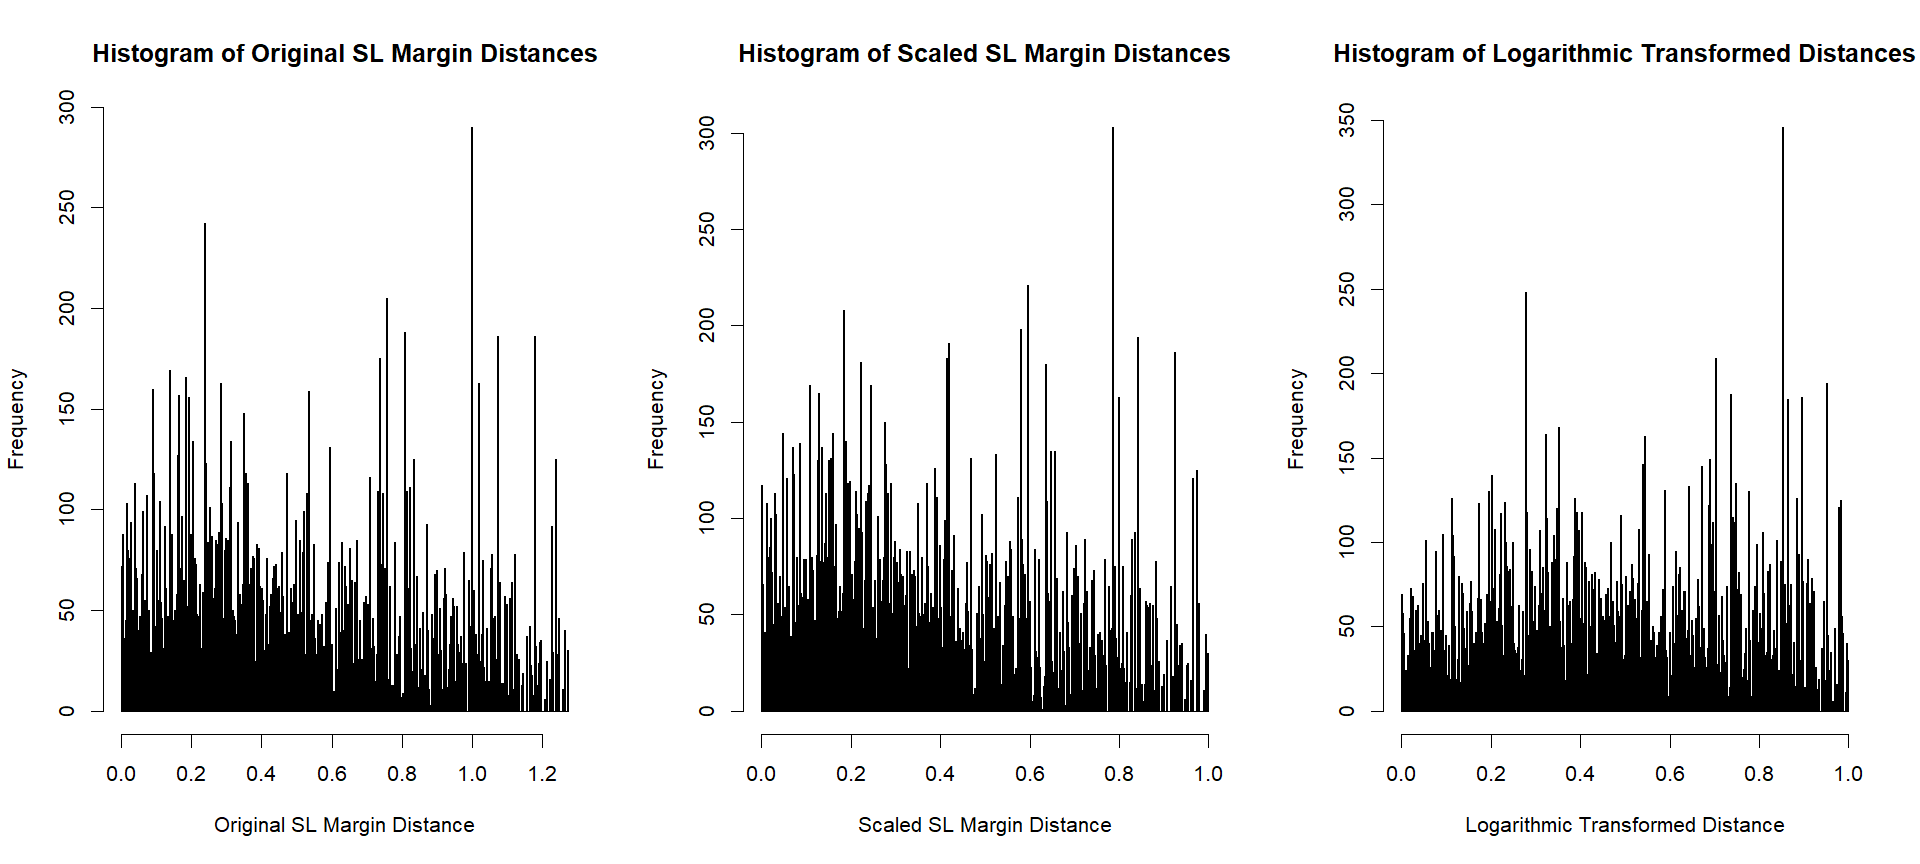 Histogram of Original SL Margin Distances
Frequency
300
250
200
150
100
50
0
0.0 0.2 0.4 0.6 0.8 1.0 1.2
Original SL Margin Distance
Histogram of Scaled SL Margin Distances
Frequency
300
250
200
150
100
50
0
0.0 0.2 0.4 0.6 0.8 1.0
Scaled SL Margin Distance
Histogram of Logarithmic Transformed Distances
Frequency
350
300
250
200
150
100
50
0
0.0 0.2 0.4 0.6 0.8 1.0
Logarithmic Transformed Distance